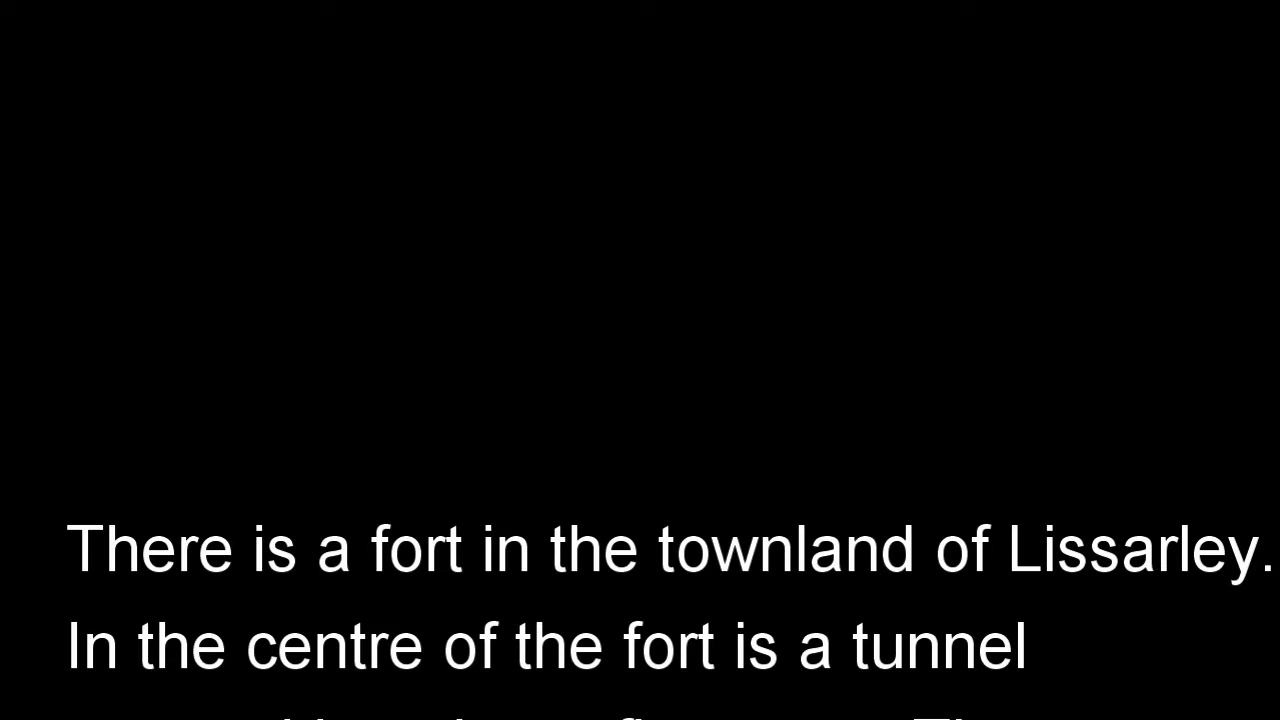 There is a fort in the townland of Lissarley.
In the centre of the fort is a tunnel